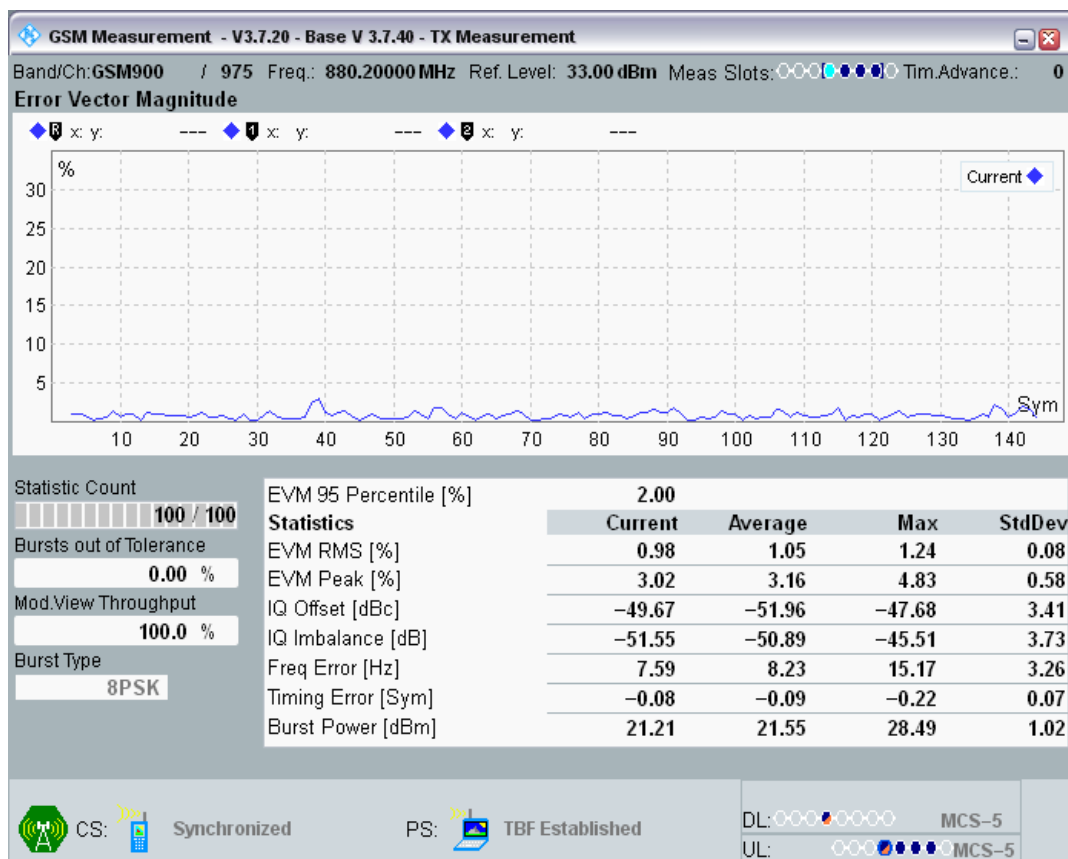 GSM Measurement - V3.7.20 - Base V 3.7.40 - TX Measurement
Band/Ch:GSM900 / 975 Freq.: 880.20000 MHz Ref. Level: 33.00 dBm Meas Slots: Tim.Advance.: 0
Error Vector Magnitude
R x: y: --- 1 x: y: --- 2 x: y: ---
%
Current
30
25
20
15
10
5
Sym
10 20 30 40 50 60 70 80 90 100 110 120 130 140
Statistic Count
100 / 100
Bursts out of Tolerance
0.00 %
Mod.View Throughput
100.0 %
Burst Type
8PSK
EVM 95 Percentile [%] 2.00
Statistics Current Average Max StdDev
EVM RMS [%] 0.98 1.05 1.24 0.08
EVM Peak [%] 3.02 3.16 4.83 0.58
IQ Offset [dBc] −49.67 −51.96 −47.68 3.41
IQ Imbalance [dB] −51.55 −50.89 −45.51 3.73
Freq Error [Hz] 7.59 8.23 15.17 3.26
Timing Error [Sym] −0.08 −0.09 −0.22 0.07
Burst Power [dBm] 21.21 21.55 28.49 1.02
CS: Synchronized PS: TBF Established
DL: MCS−5
UL: MCS−5